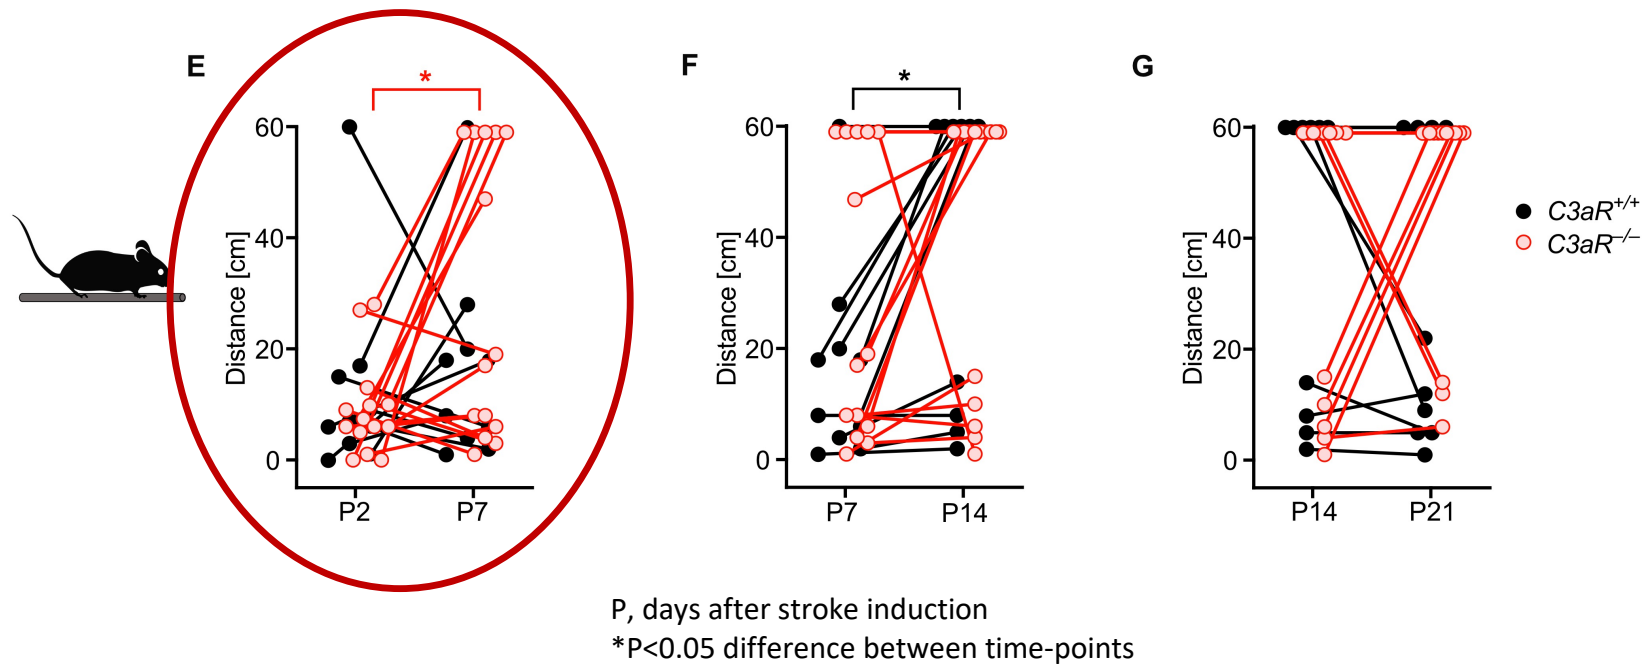 E
F
G
*
*
60
40
20
0
Distance [cm]
P2 P7
60
40
20
0
Distance [cm]
P7 P14
60
40
20
0
Distance [cm]
P14 P21
C3aR+/+
C3aR–/–
P, days after stroke induction
*P<0.05 difference between time-points